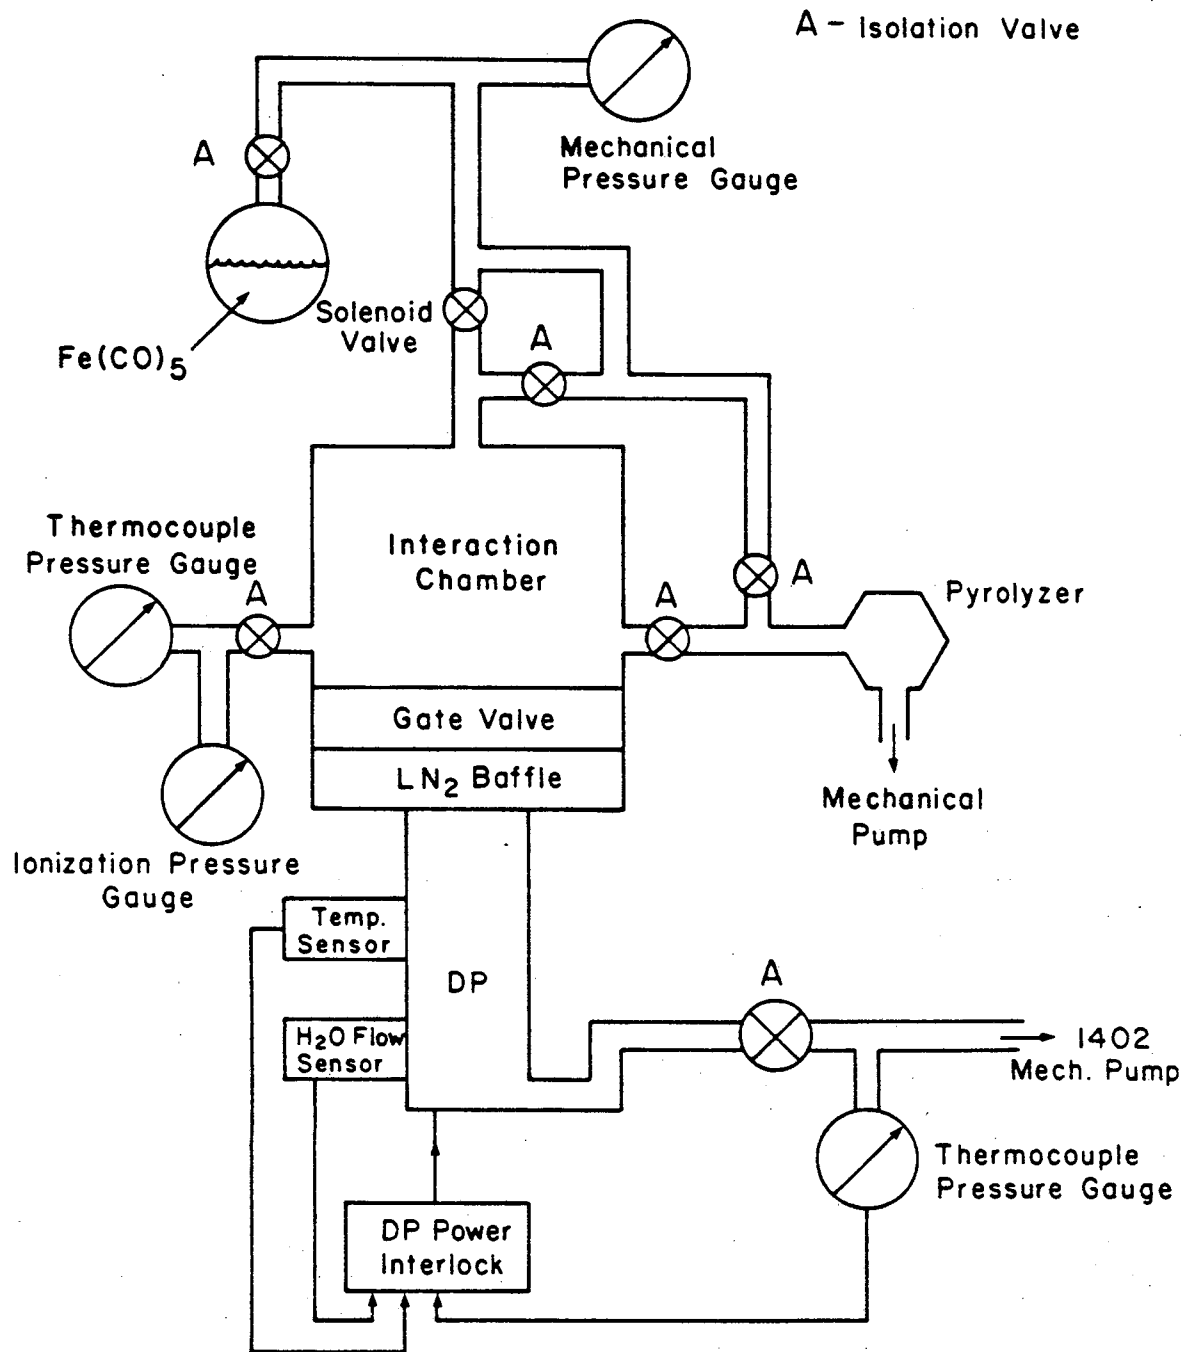 A - Isolation Valve
A
Mechanical
Pressure Gauge
Solenoid
Valve
A
Fe(CO)5
Thermocouple
Pressure Gauge
A
Interaction
Chamber
A
A
Pyrolyzer
Gate Valve
LN2 Baffle
Mechanical
Pump
Ionization Pressure
Gauge
Temp.
Sensor
DP
A
H2O Flow
Sensor
1402
Mech. Pump
Thermocouple
Pressure Gauge
DP Power
Interlock